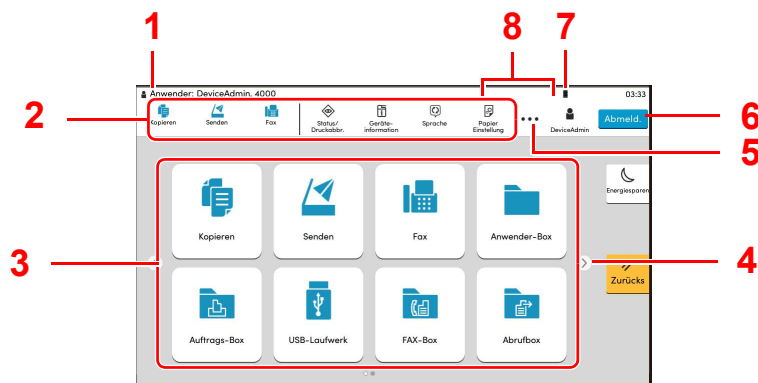 1
8
7
Anwender: DeviceAdmin, 4000
03:33
2
Kopieren
Senden
Fax
Status/
Druckabbr.
Geräte-
information
Sprache
Papier
Einstellung
DeviceAdmin
Abmeld.
6
5
Energiesparen
Kopieren
Senden
Fax
Anwender-Box
3
4
Zurücks
Auftrags-Box
USB-Laufwerk
FAX-Box
Abrufbox